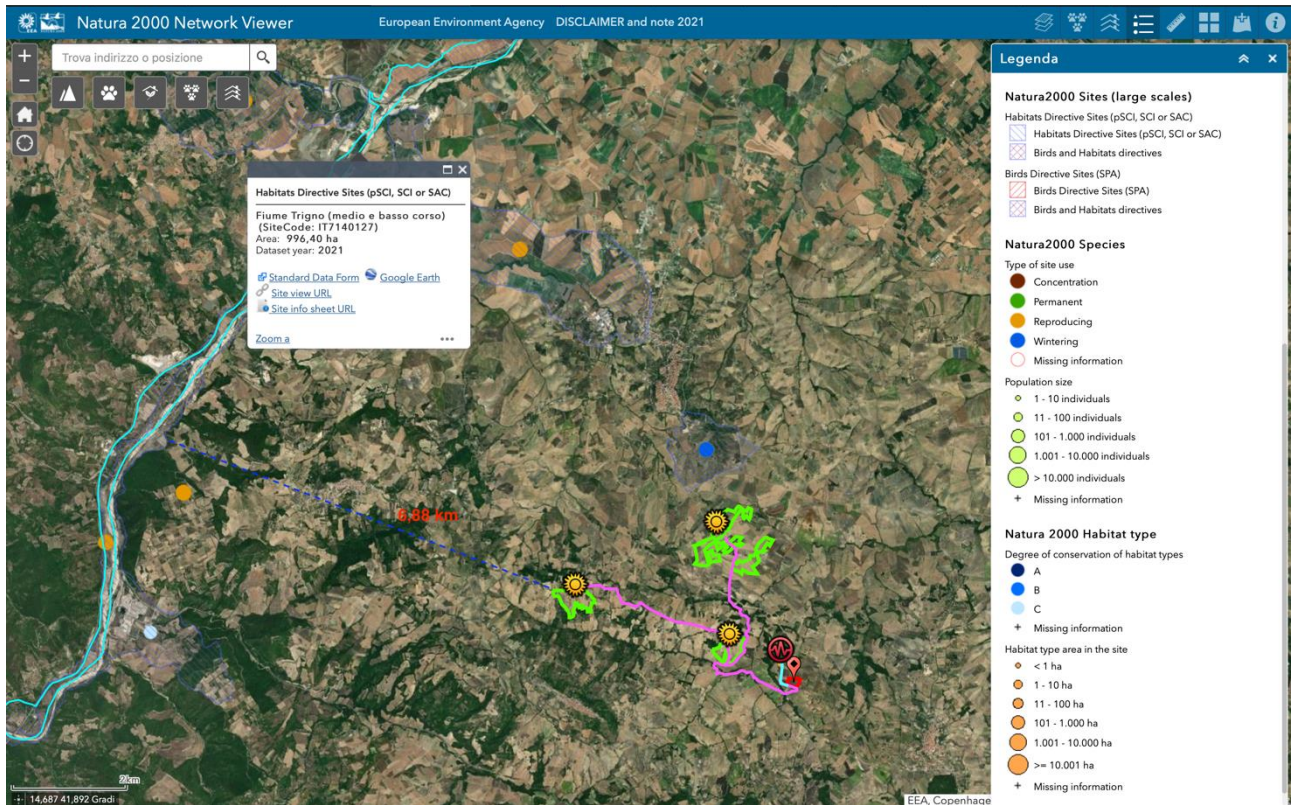 Natura 2000 Network Viewer
European Environment Agency DISCLAIMER and note 2021
Trova indirizzo o posizione
Habitats Directive Sites (pSCI, SCI or SAC)
Fiume Trigno (medio e basso corso)
(SiteCode: IT7140127)
Area: 996,40 ha
Dataset year: 2021
Standard Data Form Google Earth
Site view URL
Site info sheet URL
Zoom a
6,88 km
2km
14,687 41,892 Gradi
EEA, Copenhage
Legenda
Natura2000 Sites (large scales)
Habitats Directive Sites (pSCI, SCI or SAC)
Habitats Directive Sites (pSCI, SCI or SAC)
Birds and Habitats directives
Birds Directive Sites (SPA)
Birds Directive Sites (SPA)
Birds and Habitats directives
Natura2000 Species
Type of site use
Concentration
Permanent
Reproducing
Wintering
Missing information
Population size
1 - 10 individuals
11 - 100 individuals
101 - 1.000 individuals
1.001 - 10.000 individuals
> 10.000 individuals
+ Missing information
Natura 2000 Habitat type
Degree of conservation of habitat types
A
B
C
+ Missing information
Habitat type area in the site
< 1 ha
1 - 10 ha
11 - 100 ha
101 - 1.000 ha
1.001 - 10.000 ha
>= 10.001 ha
+ Missing information